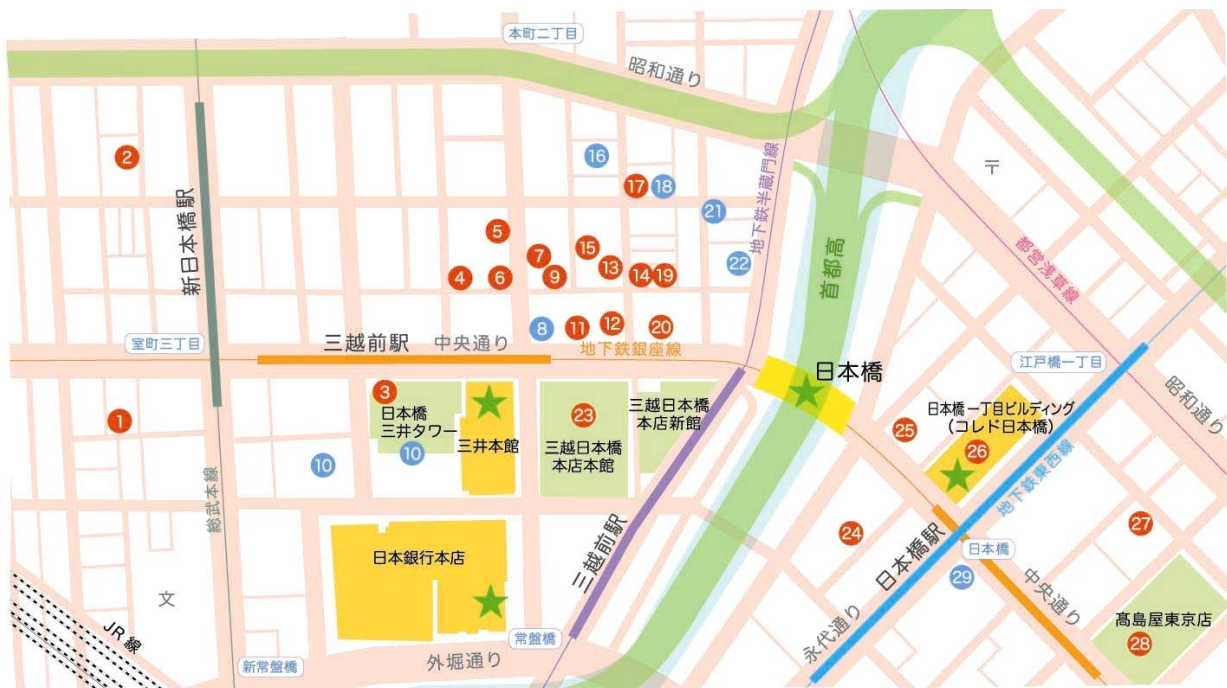 本町二丁目
昭和通り
2
16
17
18
〒
地下鉄半蔵門線
新日本橋駅
21
5
15
首都高
都営浅草線
7
13
22
4
6
9
14
19
8
11
12
20
室町三丁目
三越前駅
中央通り
地下鉄銀座線
日本橋
江戸橋一丁目
昭和通り
3
日本橋
三井タワー
10
三井本館
23
三越日本橋
本店本館
三越日本橋
本店新館
1
10
25
日本橋一丁目ビルディング
(コレド日本橋)
26
地下鉄東西線
総武本線
日本銀行本店
三越前駅
24
日本橋駅
日本橋
29
27
中央通り
文
JR線
新常盤橋
外堀通り
常盤橋
永代通り
髙島屋東京店
28